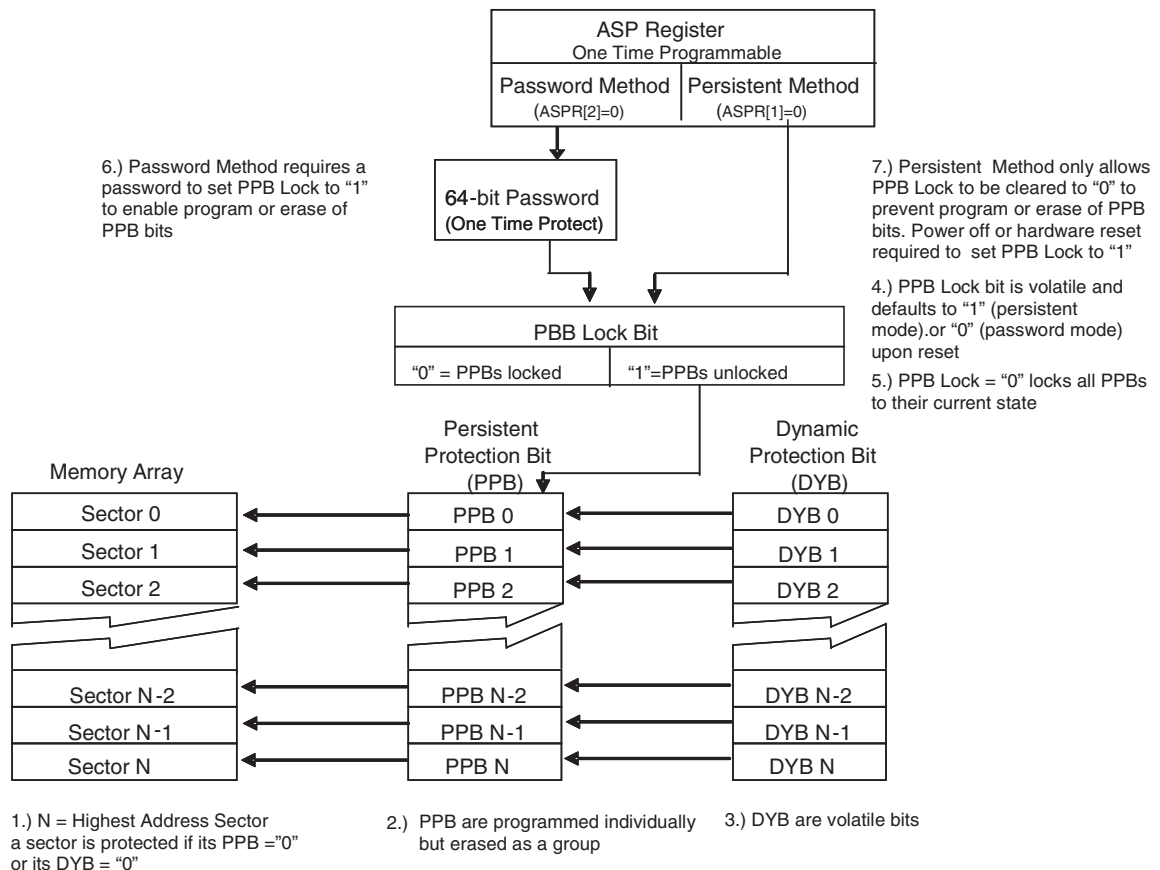 ASP Register
One Time Programmable
Password Method
(ASPR[2]=0)
Persistent Method
(ASPR[1]=0)
6.) Password Method requires a
password to set PPB Lock to “1”
to enable program or erase of
PPB bits
64-bit Password
(One Time Protect)
7.) Persistent Method only allows
PPB Lock to be cleared to “0” to
prevent program or erase of PPB
bits. Power off or hardware reset
required to set PPB Lock to “1”
4.) PPB Lock bit is volatile and
defaults to “1” (persistent
mode).or “0” (password mode)
upon reset
5.) PPB Lock = “0” locks all PPBs
to their current state
PBB Lock Bit
“0” = PPBs locked
“1”=PPBs unlocked
Memory Array
Persistent
Protection Bit
(PPB)
Dynamic
Protection Bit
(DYB)
Sector 0
PPB 0
DYB 0
Sector 1
PPB 1
DYB 1
Sector 2
PPB 2
DYB 2
Sector N-2
PPB N-2
DYB N-2
Sector N-1
PPB N-1
DYB N-1
Sector N
PPB N
DYB N
1.) N = Highest Address Sector
a sector is protected if its PPB =”0”
or its DYB = “0”
2.) PPB are programmed individually
but erased as a group
3.) DYB are volatile bits